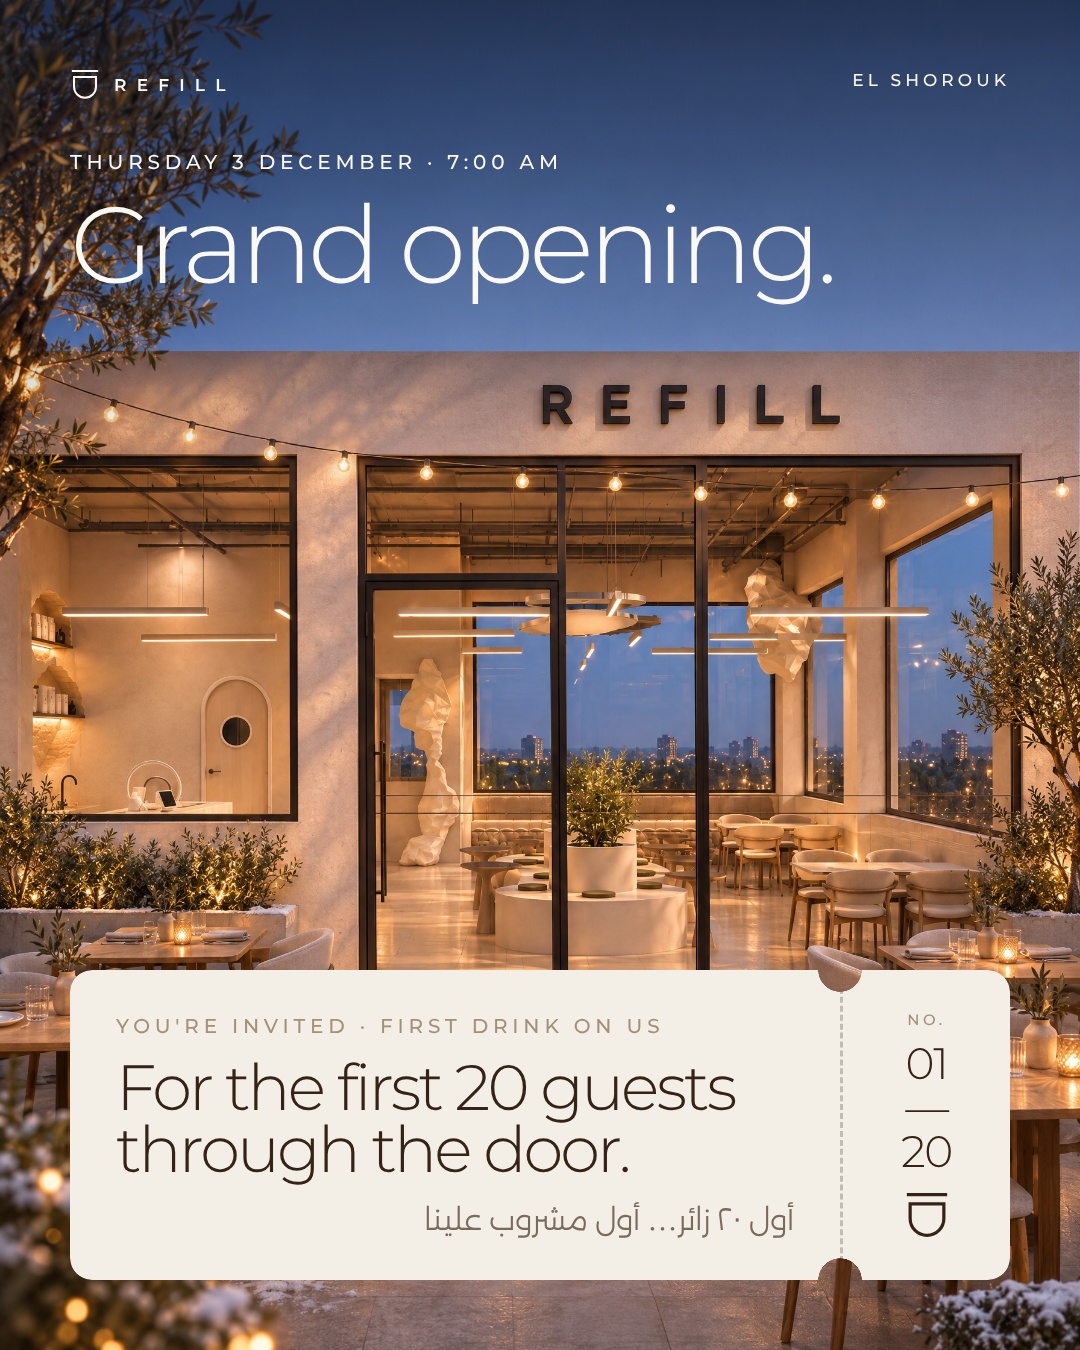 REFILL
EL SHOROUK
THURSDAY 3 DECEMBER · 7:00 AM
Grand opening.
REFILL
YOU'RE INVITED · FIRST DRINK ON US
For the first 20 guests
through the door.
أول ٢٠ زائر... أول مشروب علينا
NO.
01
20